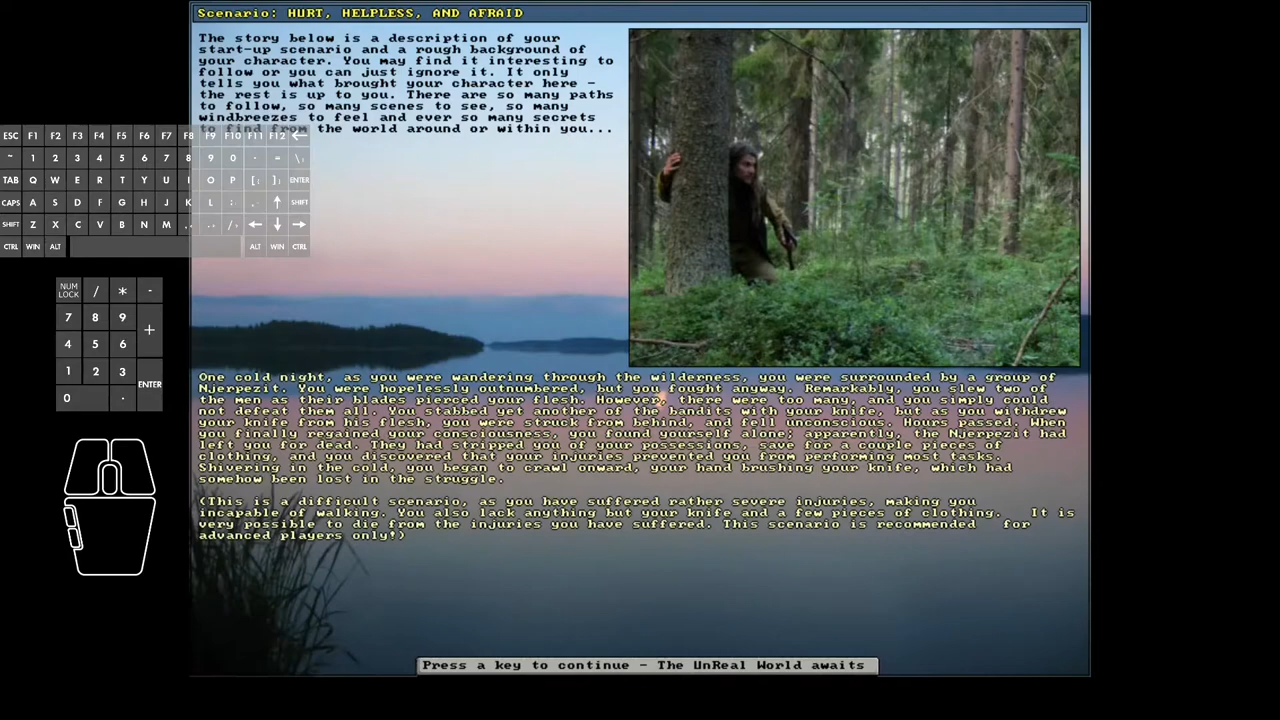 Scenario: HURT, HELPLESS, AND AFRAID
The story below is a description of your
start-up scenario and a rough background of
your character. You may find it interesting to
follow or you can just ignore it. It only
tells you what brought your character here -
the rest is up to you. There are so many paths
to follow, so many scenes to see, so many
windbreezes to feel and ever so many secrets
to find from the world around or within you...
ESC F1 F2 F3 F4 F5 F6 F7 F8 F9 F10 F11 F12 ←
~ 1 2 3 4 5 6 7 8 9 0 - = \
TAB Q W E R T Y U I O P [ ] ENTER
CAPS A S D F G H J K L ; ↑ SHIFT
SHIFT Z X C V B N M / ← ↓ →
CTRL WIN ALT ALT WIN CTRL
NUM LOCK / * -
7 8 9 +
4 5 6
1 2 3 ENTER
0 .
One cold night, as you were wandering through the wilderness, you were surrounded by a group of
Njerpezit. You were hopelessly outnumbered, but you fought anyway. Remarkably, you slew two of
the men as their blades pierced your flesh. However, there were too many, and you simply could
not defeat them all. You stabbed yet another of the bandits with your knife, but as you withdrew
your knife from his flesh, you were struck from behind, and fell unconscious. Hours passed. When
you finally regained your consciousness, you found yourself alone; apparently, the Njerpezit had
left you for dead. They had stripped you of your possessions, save for a couple pieces of
clothing, and you discovered that your injuries prevented you from performing most tasks.
Shivering in the cold, you began to crawl onward, your hand brushing your knife, which had
somehow been lost in the struggle.
(This is a difficult scenario, as you have suffered rather severe injuries, making you
incapable of walking. You also lack anything but your knife and a few pieces of clothing. It is
very possible to die from the injuries you have suffered. This scenario is recommended for
advanced players only!)
Press a key to continue - The UnReal World awaits